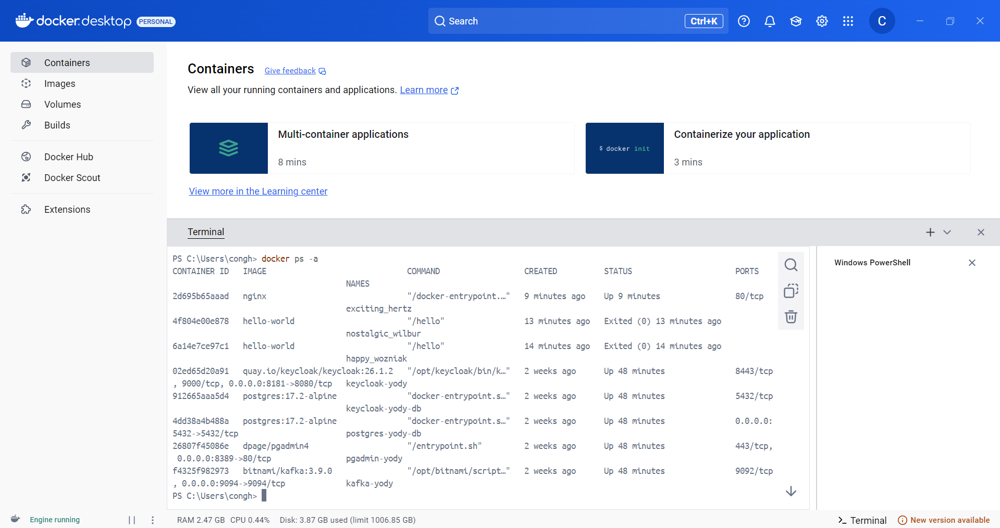 docker desktop PERSONAL
Search Ctrl+K
C
Containers
Images
Volumes
Builds
Docker Hub
Docker Scout
Extensions
Containers Give feedback
View all your running containers and applications. Learn more
Multi-container applications
8 mins
$ docker init
Containerize your application
3 mins
View more in the Learning center
Terminal
PS C:\Users\congh> docker ps -a
CONTAINER ID IMAGE COMMAND CREATED STATUS PORTS
NAMES
2d695b65aaad nginx "/docker-entrypoint.…" 9 minutes ago Up 9 minutes 80/tcp
exciting_hertz
4f804e00e878 hello-world "/hello" 13 minutes ago Exited (0) 13 minutes ago
nostalgic_wilbur
6a14e7ce97c1 hello-world "/hello" 14 minutes ago Exited (0) 14 minutes ago
happy_wozniak
02ed65d20a91 quay.io/keycloak/keycloak:26.1.2 "/opt/keycloak/bin/k…" 2 weeks ago Up 48 minutes 8443/tcp
, 9000/tcp, 0.0.0.0:8181->8080/tcp keycloak-yody
912665aaa5d4 postgres:17.2-alpine "docker-entrypoint.s…" 2 weeks ago Up 48 minutes 5432/tcp
keycloak-yody-db
4dd38a4b488a postgres:17.2-alpine "docker-entrypoint.s…" 2 weeks ago Up 48 minutes 0.0.0.0:
5432->5432/tcp postgres-yody-db
26807f45086e dpage/pgadmin4 "/entrypoint.sh" 2 weeks ago Up 48 minutes 443/tcp,
0.0.0.0:8389->80/tcp pgadmin-yody
f4325f982973 bitnami/kafka:3.9.0 "/opt/bitnami/script…" 2 weeks ago Up 48 minutes 9092/tcp
, 0.0.0.0:9094->9094/tcp kafka-yody
PS C:\Users\congh>
Windows PowerShell
Engine running
RAM 2.47 GB CPU 0.44% Disk: 3.87 GB used (limit 1006.85 GB)
Terminal
New version available